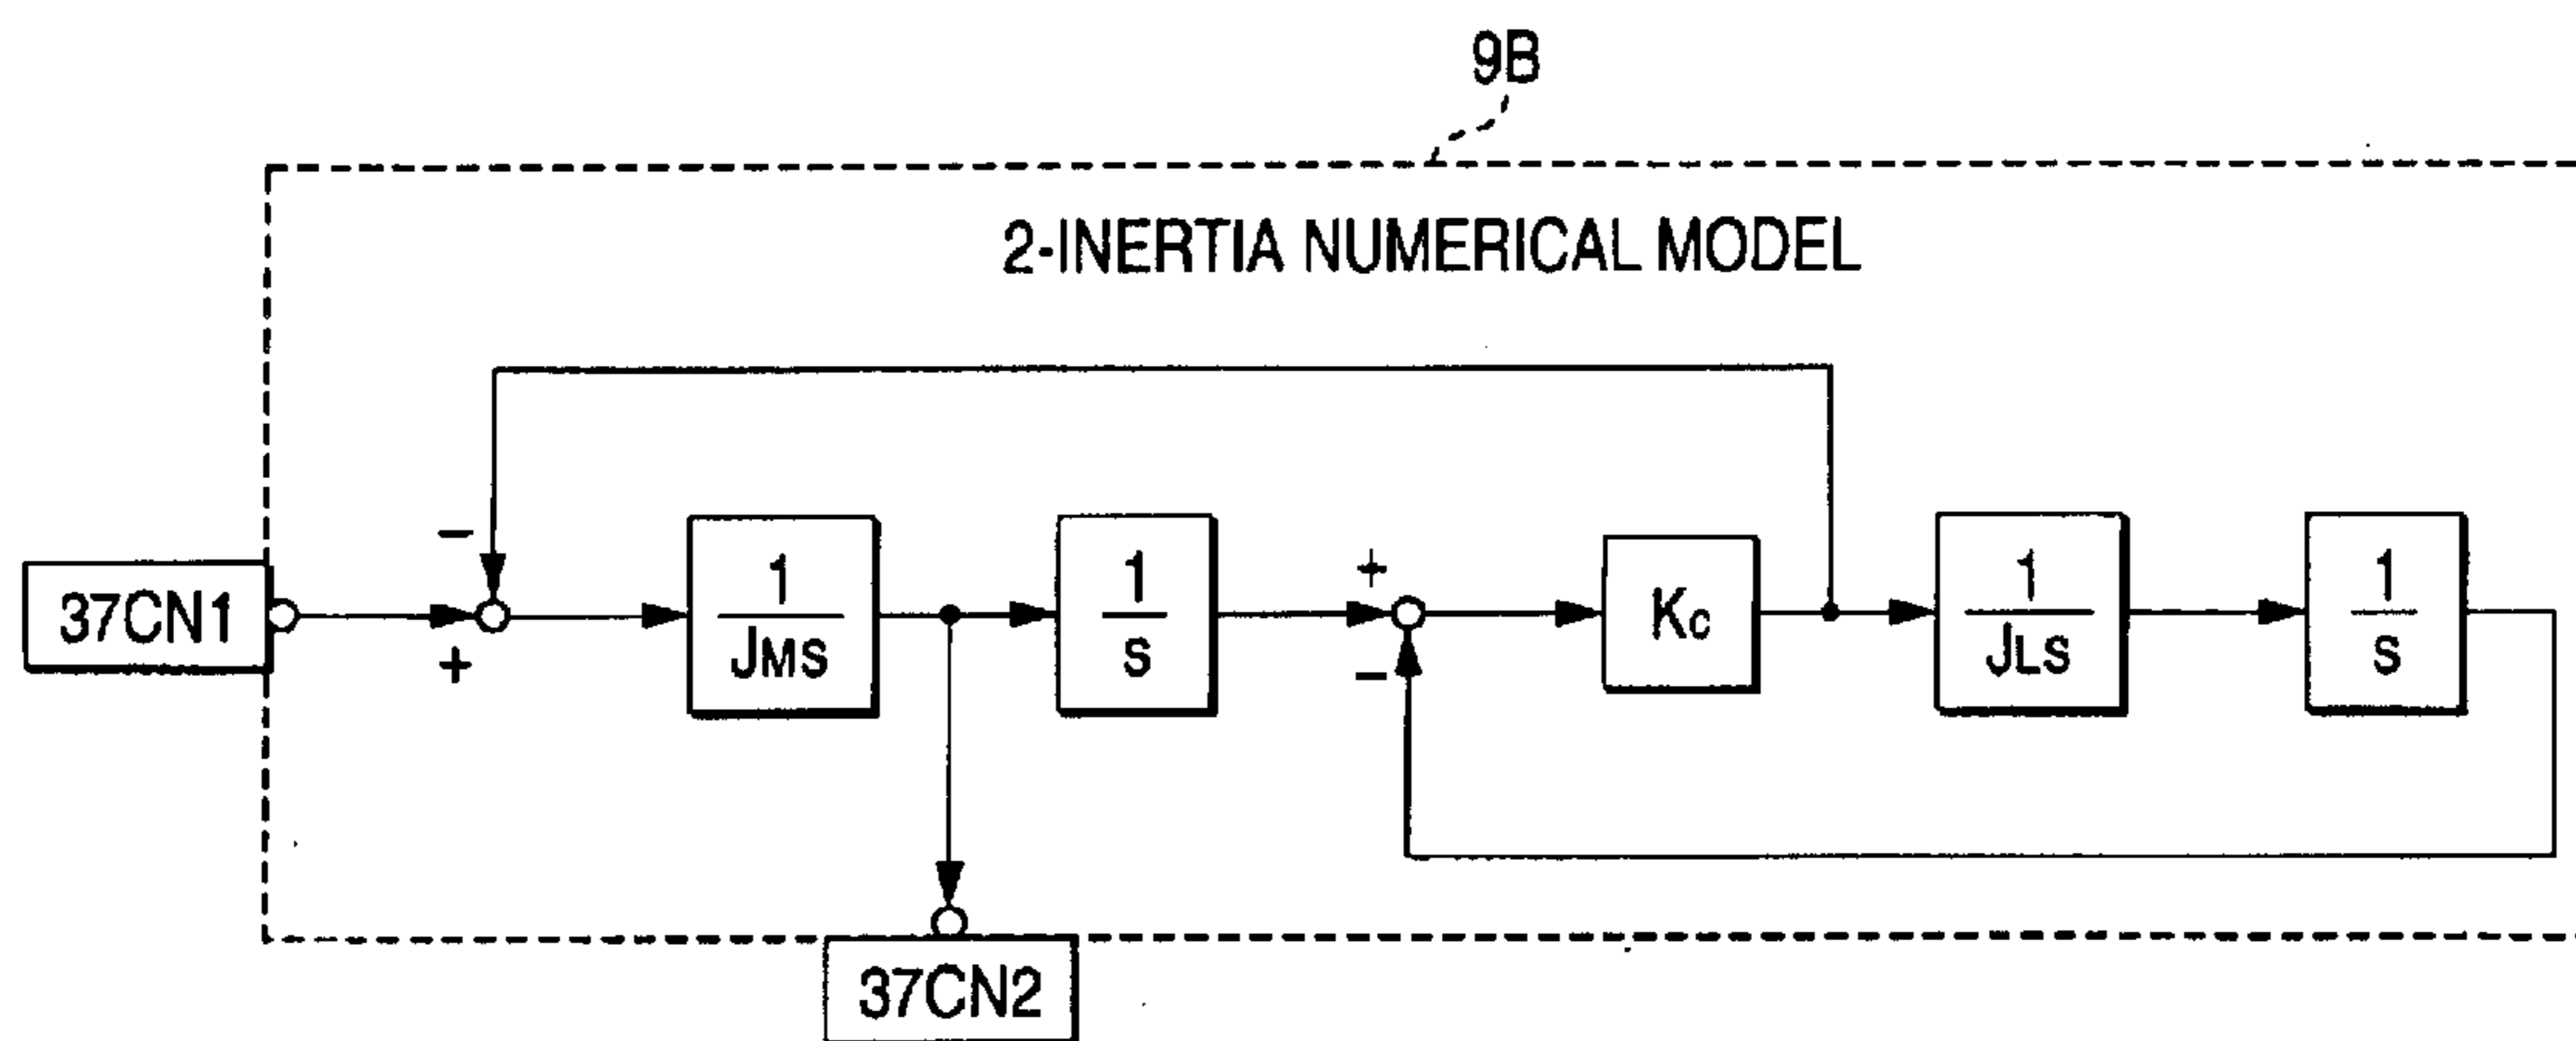 9B
2-INERTIA NUMERICAL MODEL
37CN1
−
+
1
JMs
1
s
+
−
Kc
1
JLs
1
s
37CN2